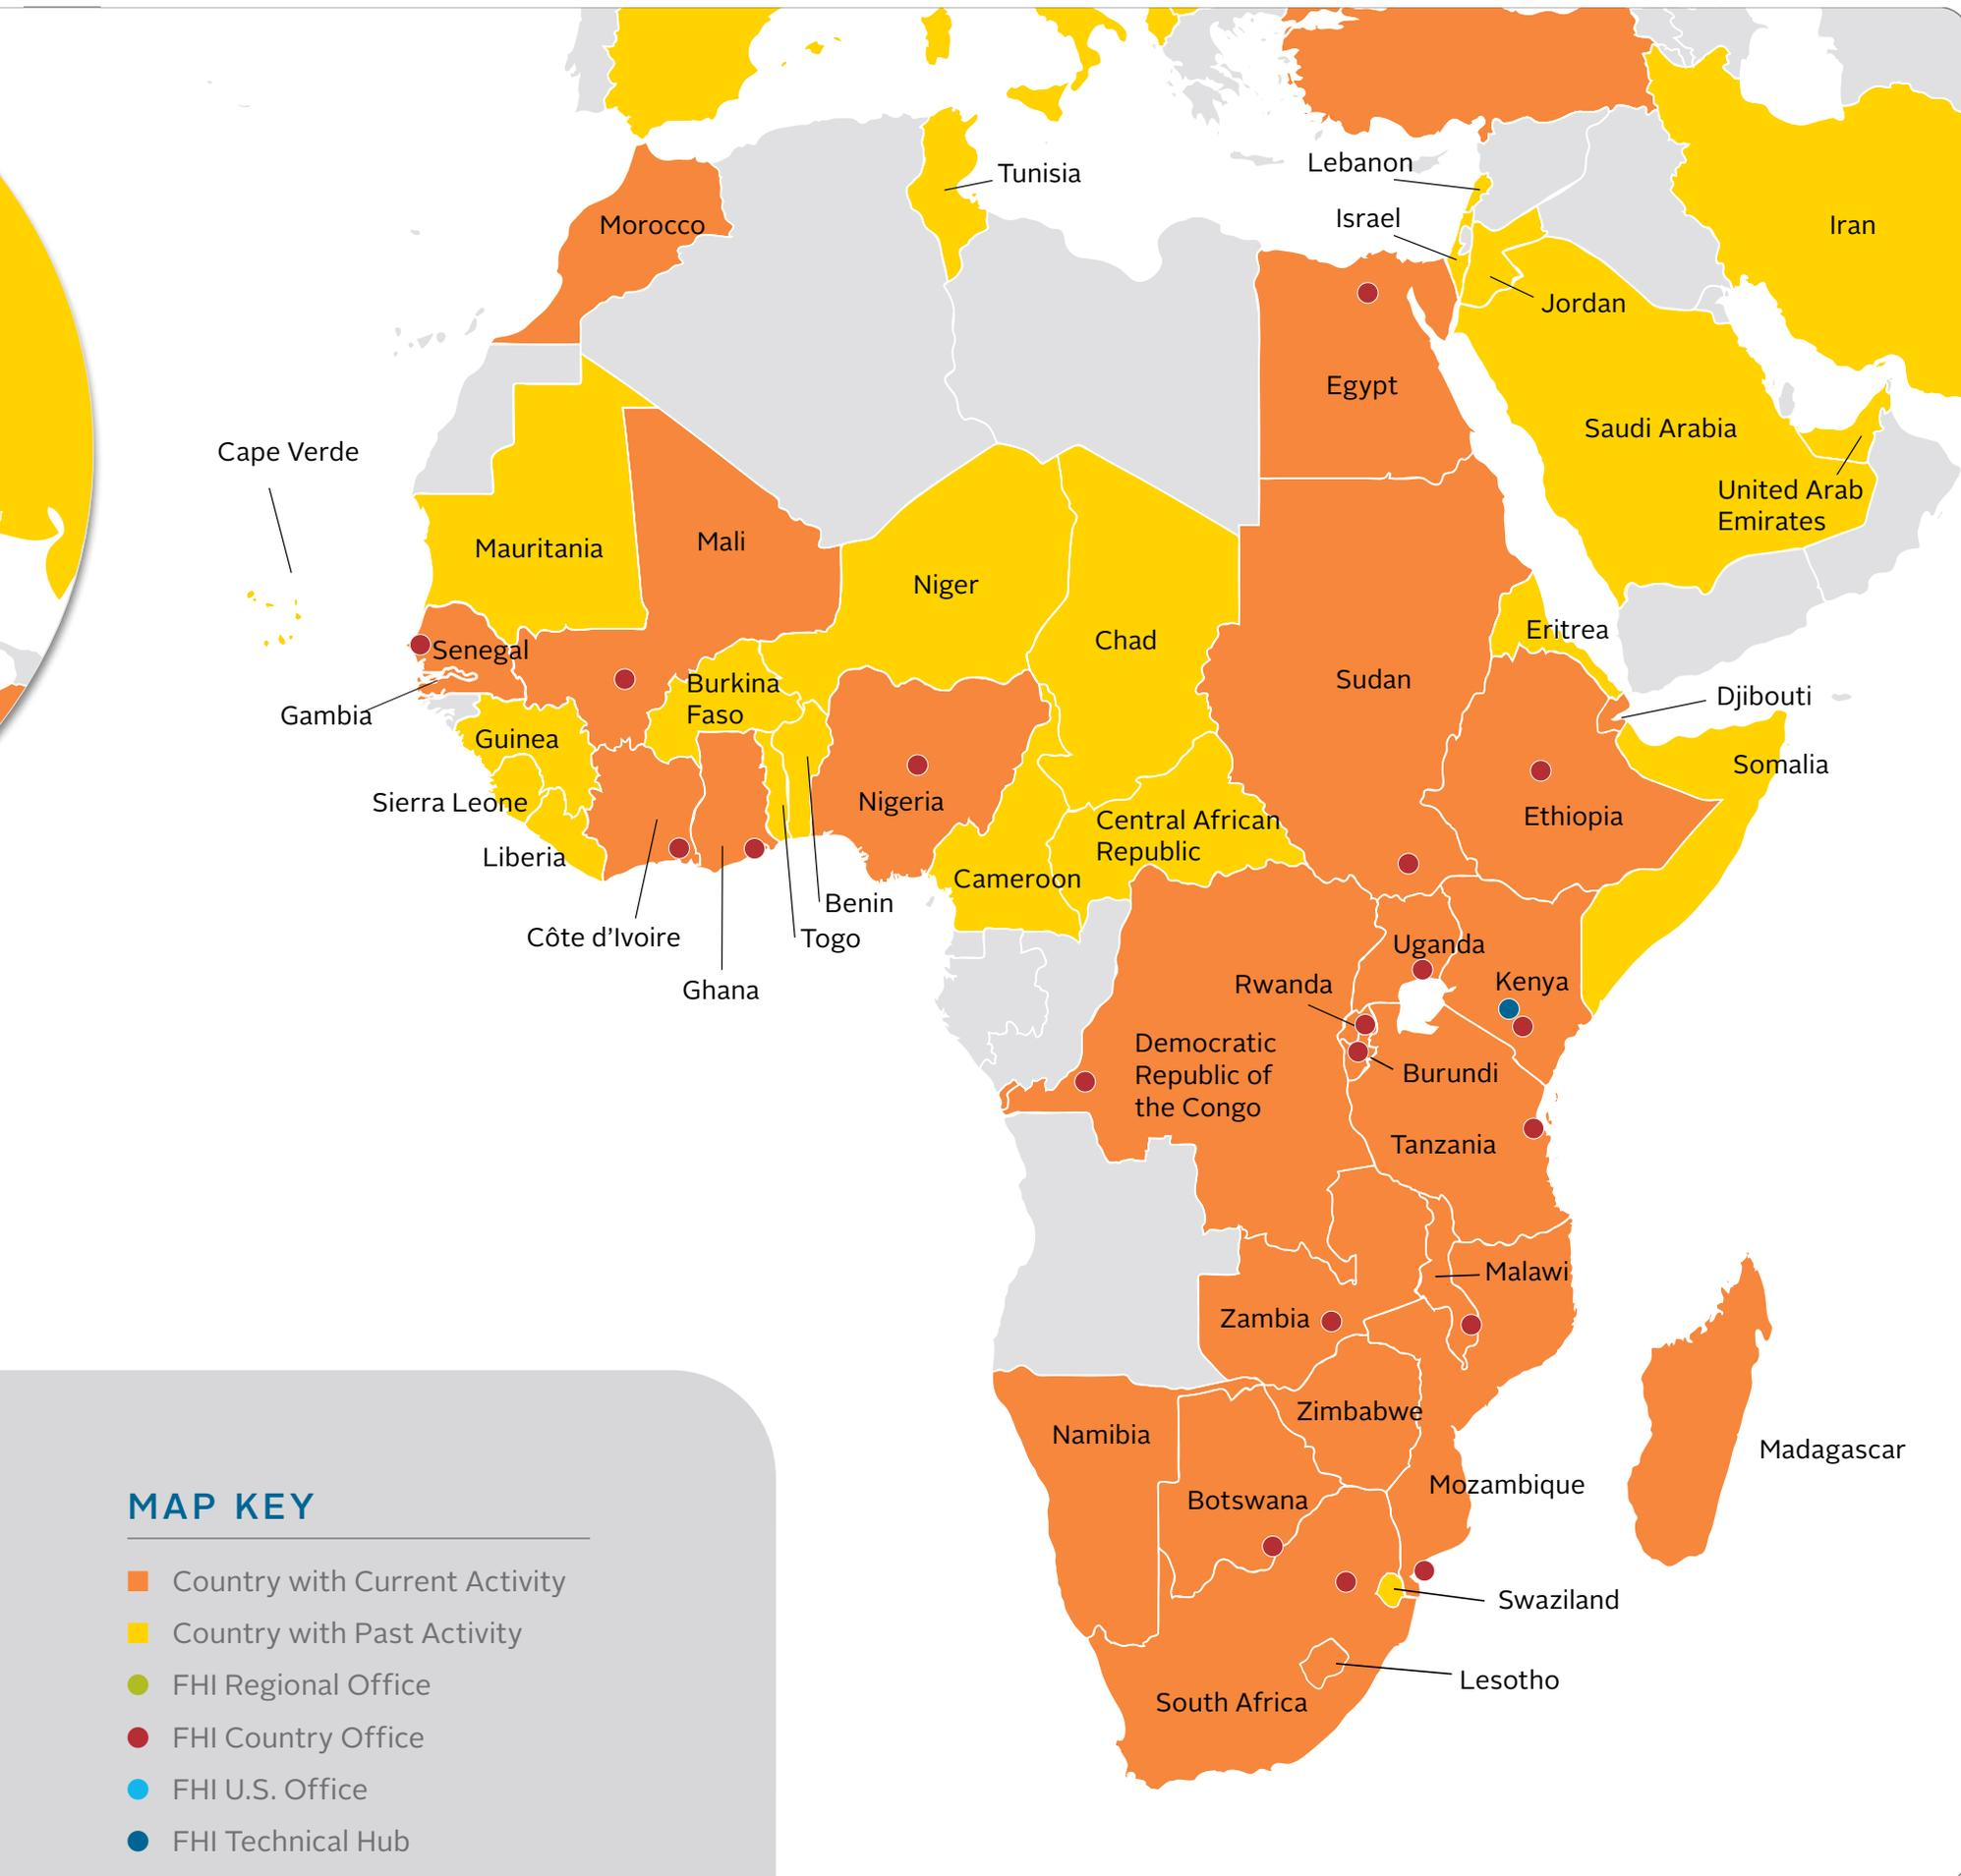 Tunisia
Lebanon
Morocco
Israel
Iran
Jordan
Egypt
Cape Verde
Saudi Arabia
United Arab
Emirates
Mauritania
Mali
Niger
Chad
Eritrea
Senegal
Sudan
Burkina
Faso
Djibouti
Gambia
Guinea
Somalia
Sierra Leone
Nigeria
Ethiopia
Central African
Republic
Liberia
Cameroon
Benin
Côte d’Ivoire
Togo
Uganda
Ghana
Rwanda
Kenya
Democratic
Republic of
the Congo
Burundi
Tanzania
Malawi
Zambia
Zimbabwe
Namibia
Madagascar
Mozambique
Botswana
Swaziland
Lesotho
South Africa
MAP KEY
Country with Current Activity
Country with Past Activity
FHI Regional Office
FHI Country Office
FHI U.S. Office
FHI Technical Hub